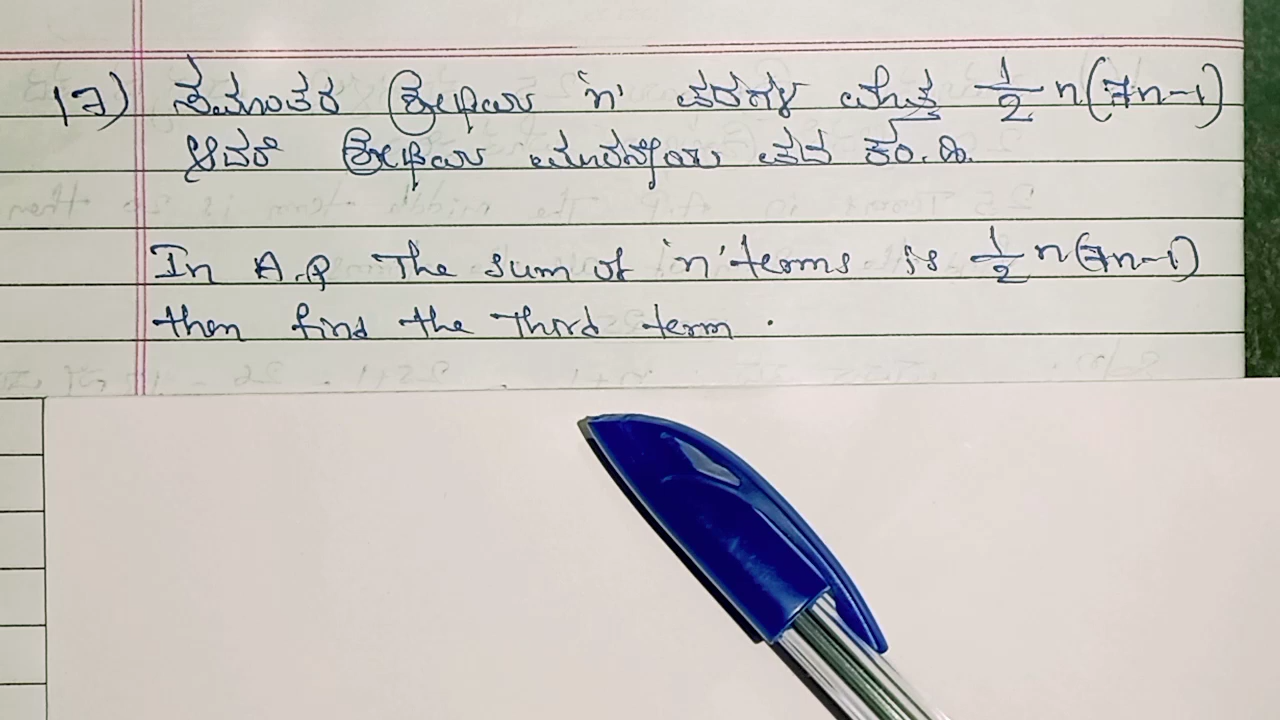 17) ಸಮಾಂತರ ಶ್ರೇಢಿಯ 'n' ಪದಗಳ ಮೊತ್ತ 1/2 n(7n-1)
ಆದರೆ ಶ್ರೇಢಿಯ ಮೂರನೇಯ ಪದ ಕಂ.ಹಿ.
In A.P The sum of 'n' terms is 1/2 n(7n-1)
then find the third term.